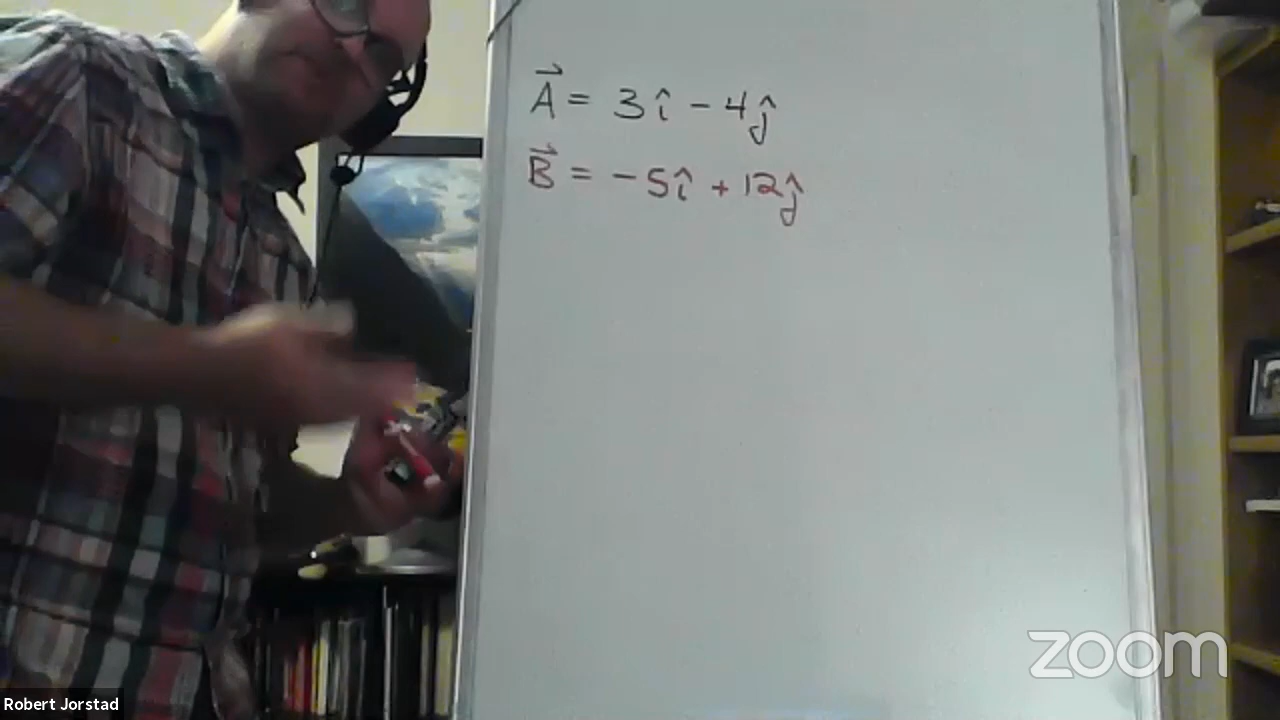 A⃗ = 3î - 4ĵ
B⃗ = -5î + 12ĵ
zoom
Robert Jorstad